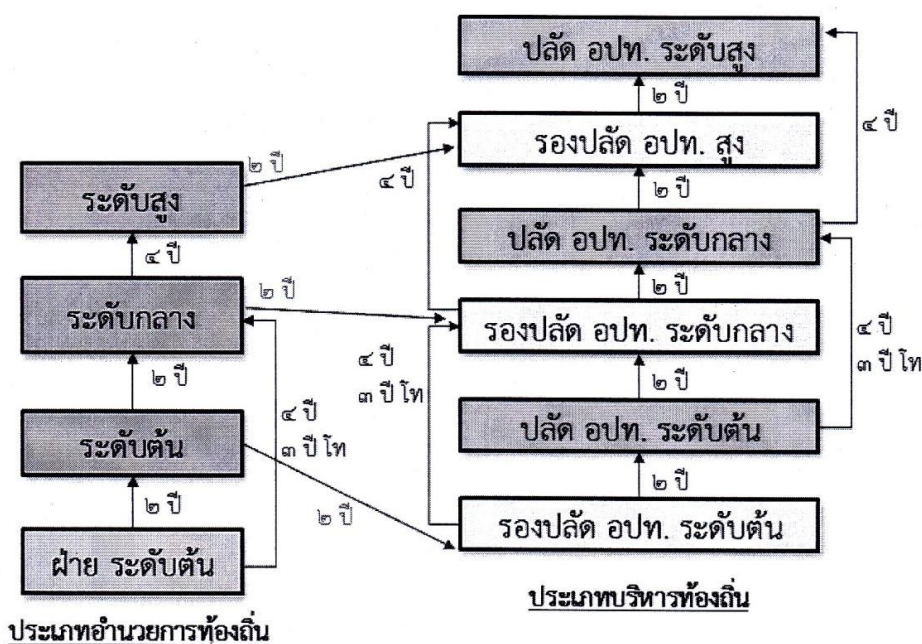 ปลัด อปท. ระดับสูง
๒ ปี
๔ ปี
รองปลัด อปท. สูง
๒ ปี
๔ ปี
ระดับสูง
๒ ปี
ปลัด อปท. ระดับกลาง
๔ ปี
๒ ปี
ระดับกลาง
๒ ปี
รองปลัด อปท. ระดับกลาง
๔ ปี
๓ ปี โท
๒ ปี
๔ ปี
๓ ปี โท
๒ ปี
๔ ปี
๓ ปี โท
ระดับต้น
ปลัด อปท. ระดับต้น
๒ ปี
๒ ปี
๒ ปี
รองปลัด อปท. ระดับต้น
ฝ่าย ระดับต้น
ประเภทบริหารท้องถิ่น
ประเภทอำนวยการท้องถิ่น